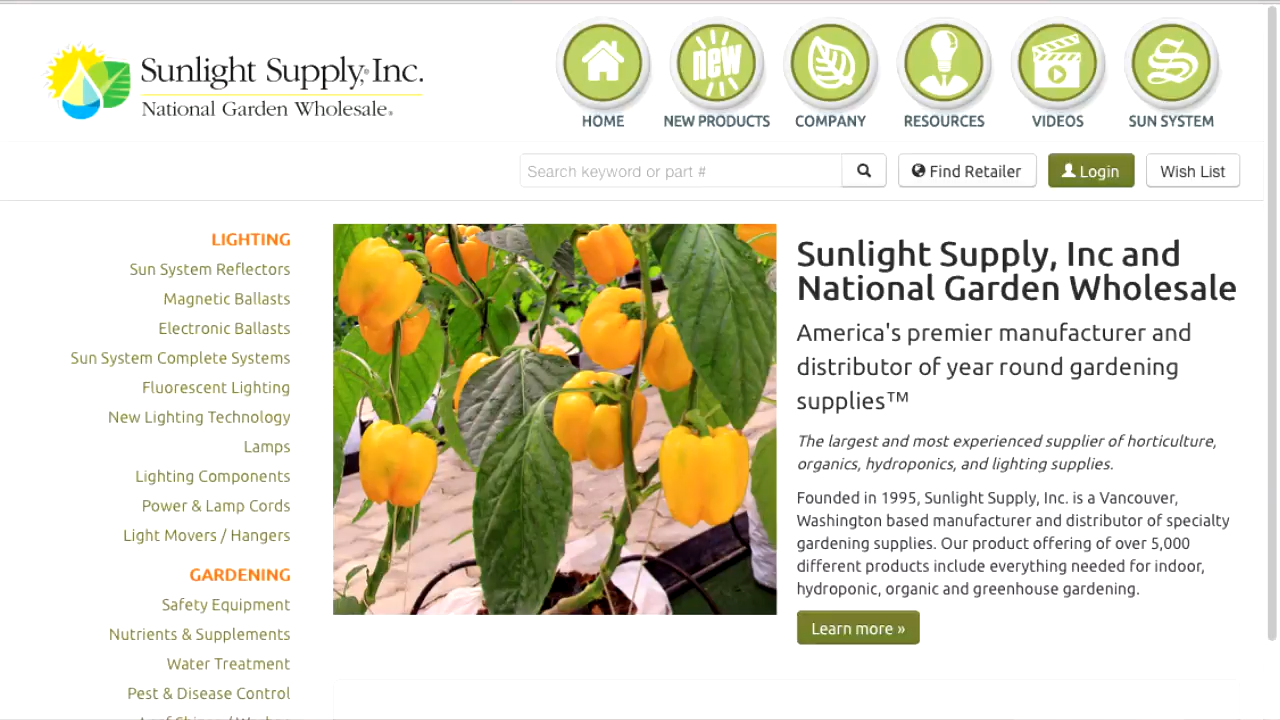 Sunlight Supply,® Inc.
National Garden Wholesale®
new
HOME
NEW PRODUCTS
COMPANY
RESOURCES
VIDEOS
SUN SYSTEM
Search keyword or part #
Find Retailer
Login
Wish List
LIGHTING
Sun System Reflectors
Magnetic Ballasts
Electronic Ballasts
Sun System Complete Systems
Fluorescent Lighting
New Lighting Technology
Lamps
Lighting Components
Power & Lamp Cords
Light Movers / Hangers
GARDENING
Safety Equipment
Nutrients & Supplements
Water Treatment
Pest & Disease Control
Sunlight Supply, Inc and
National Garden Wholesale
America's premier manufacturer and
distributor of year round gardening
supplies™
The largest and most experienced supplier of horticulture,
organics, hydroponics, and lighting supplies.
Founded in 1995, Sunlight Supply, Inc. is a Vancouver,
Washington based manufacturer and distributor of specialty
gardening supplies. Our product offering of over 5,000
different products include everything needed for indoor,
hydroponic, organic and greenhouse gardening.
Learn more »